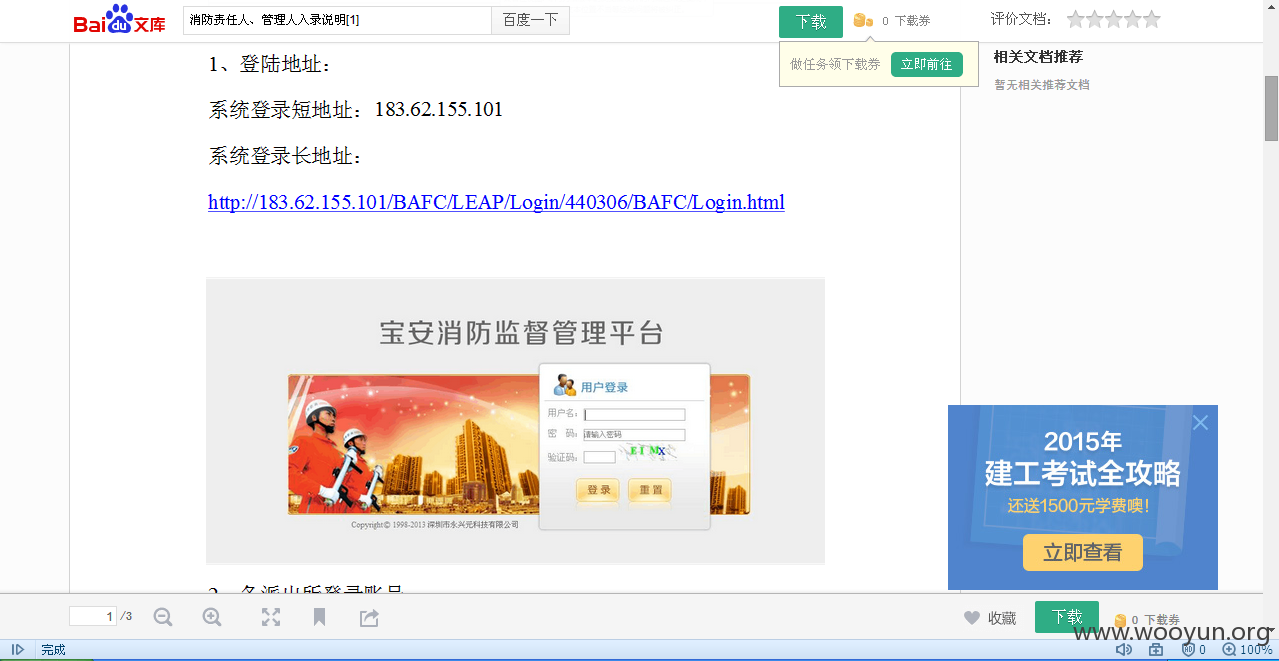 Bai du 文库
消防责任人、管理人入录说明[1]
百度一下
下载
0 下载券
评价文档：
做任务领下载券
立即前往
相关文档推荐
暂无相关推荐文档
1、登陆地址：
系统登录短地址：183.62.155.101
系统登录长地址：
http://183.62.155.101/BAFC/LEAP/Login/440306/BAFC/Login.html
宝安消防监督管理平台
用户登录
用户名：
密 码：请输入密码
验证码：
E I M X
登录
重置
Copyright© 1998-2013 深圳市永兴元科技有限公司
2015年
建工考试全攻略
还送1500元学费噢！
立即查看
2、各派出所登录账号
1 /3
收藏
下载
0 下载券
www.wooyun.org
完成
0
100%